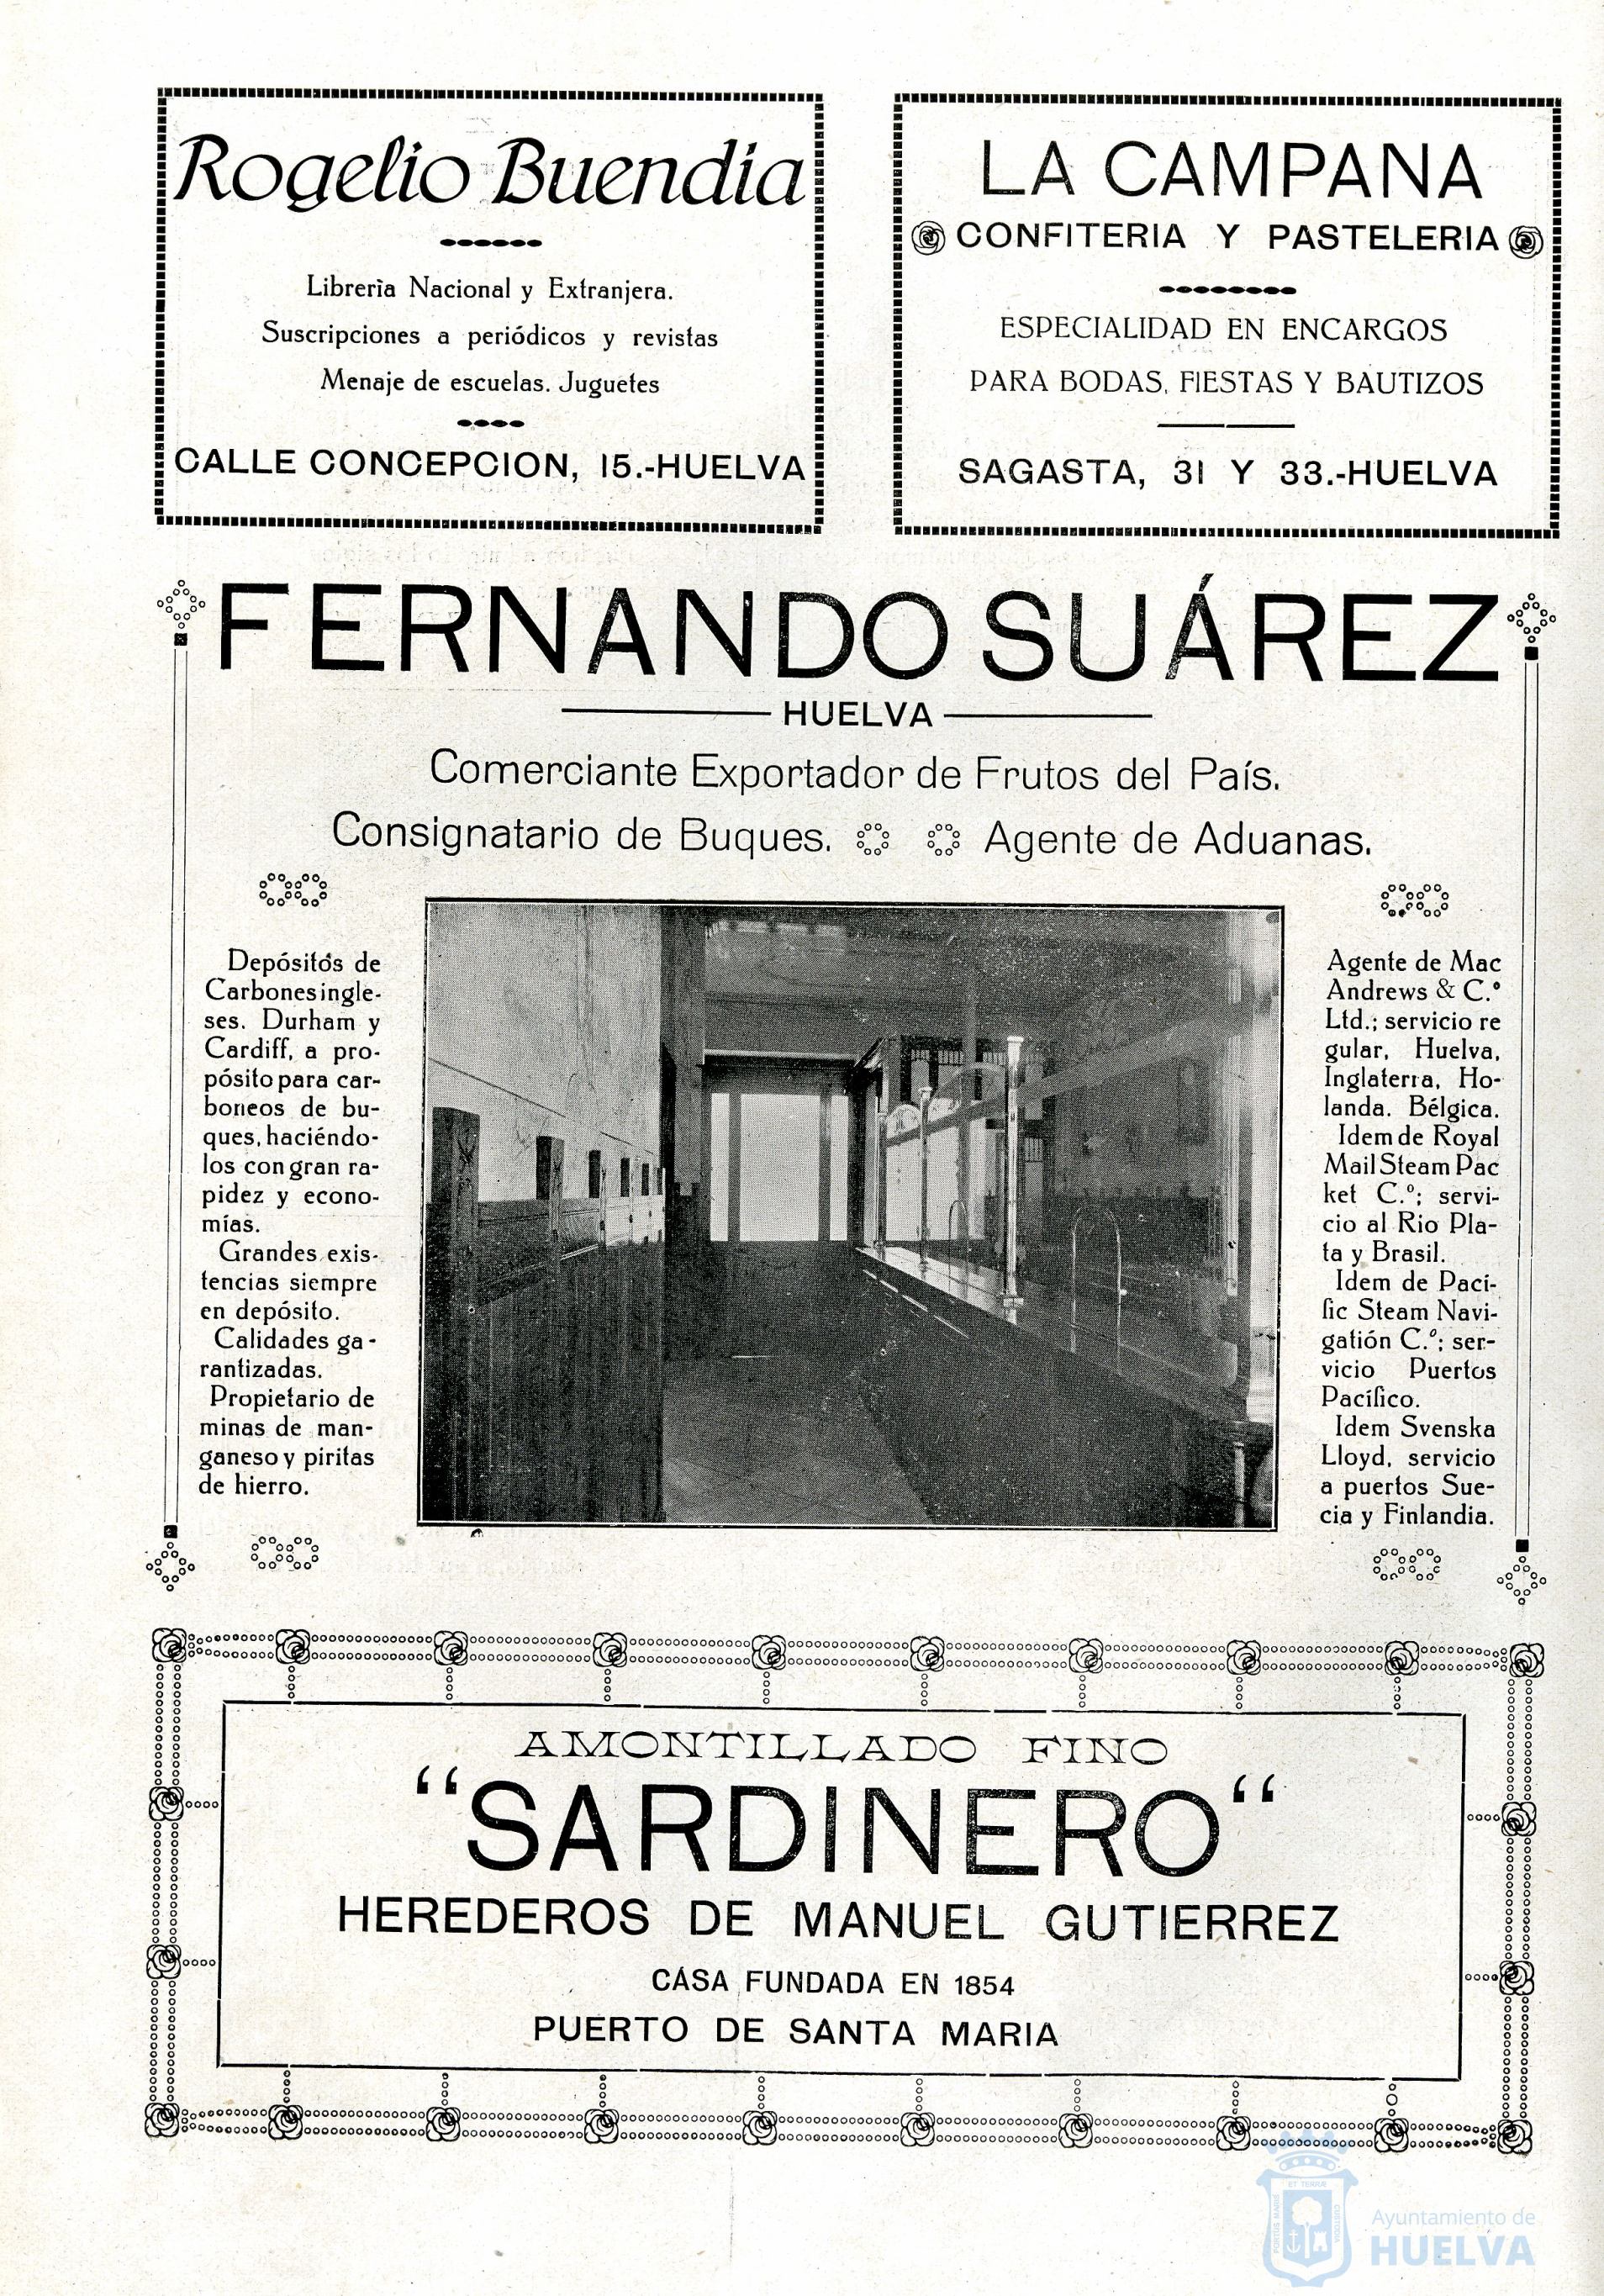 Rogelio Buendia
Libreria Nacional y Extranjera.
Suscripciones a periódicos y revistas
Menaje de escuelas. Juguetes
CALLE CONCEPCION, 15.-HUELVA
LA CAMPANA
CONFITERIA Y PASTELERIA
ESPECIALIDAD EN ENCARGOS
PARA BODAS, FIESTAS Y BAUTIZOS
SAGASTA, 31 Y 33.-HUELVA
FERNANDO SUÁREZ
HUELVA
Comerciante Exportador de Frutos del País.
Consignatario de Buques. Agente de Aduanas.
Depósitos de
Carbones ingle-
ses. Durham y
Cardiff, a pro-
pósito para car-
boneos de bu-
ques, haciéndo-
los con gran ra-
pidez y econo-
mías.
Grandes exis-
tencias siempre
en depósito.
Calidades ga-
rantizadas.
Propietario de
minas de man-
ganeso y piritas
de hierro.
Agente de Mac
Andrews & C.º
Ltd.; servicio re
gular, Huelva,
Inglaterra, Ho-
landa. Bélgica.
Idem de Royal
Mail Steam Pac
ket C.º; servi-
cio al Rio Pla-
ta y Brasil.
Idem de Pací-
fic Steam Navi-
gatión C.º; ser-
vicio Puertos
Pacífico.
Idem Svenska
Lloyd, servicio
a puertos Sue-
cia y Finlandia.
AMONTILLADO FINO
“SARDINERO“
HEREDEROS DE MANUEL GUTIERREZ
CASA FUNDADA EN 1854
PUERTO DE SANTA MARIA
PORTUS MARIS
ET TERRÆ
CUSTODIA
Ayuntamiento de
HUELVA